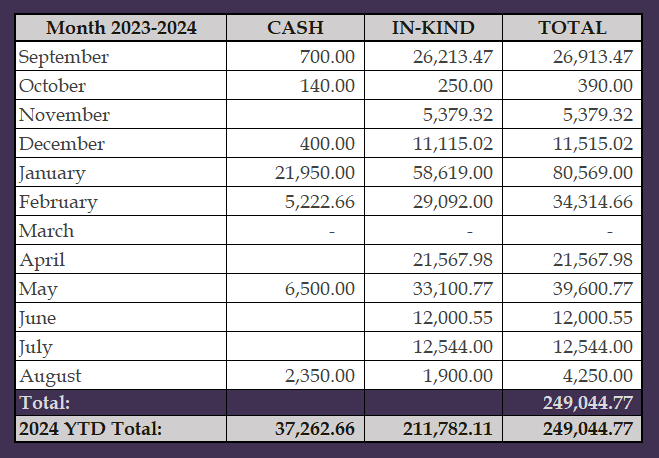 Month 2023-2024 CASH IN-KIND TOTAL
September 700.00 26,213.47 26,913.47
October 140.00 250.00 390.00
November 5,379.32 5,379.32
December 400.00 11,115.02 11,515.02
January 21,950.00 58,619.00 80,569.00
February 5,222.66 29,092.00 34,314.66
March - - -
April 21,567.98 21,567.98
May 6,500.00 33,100.77 39,600.77
June 12,000.55 12,000.55
July 12,544.00 12,544.00
August 2,350.00 1,900.00 4,250.00
Total: 249,044.77
2024 YTD Total: 37,262.66 211,782.11 249,044.77